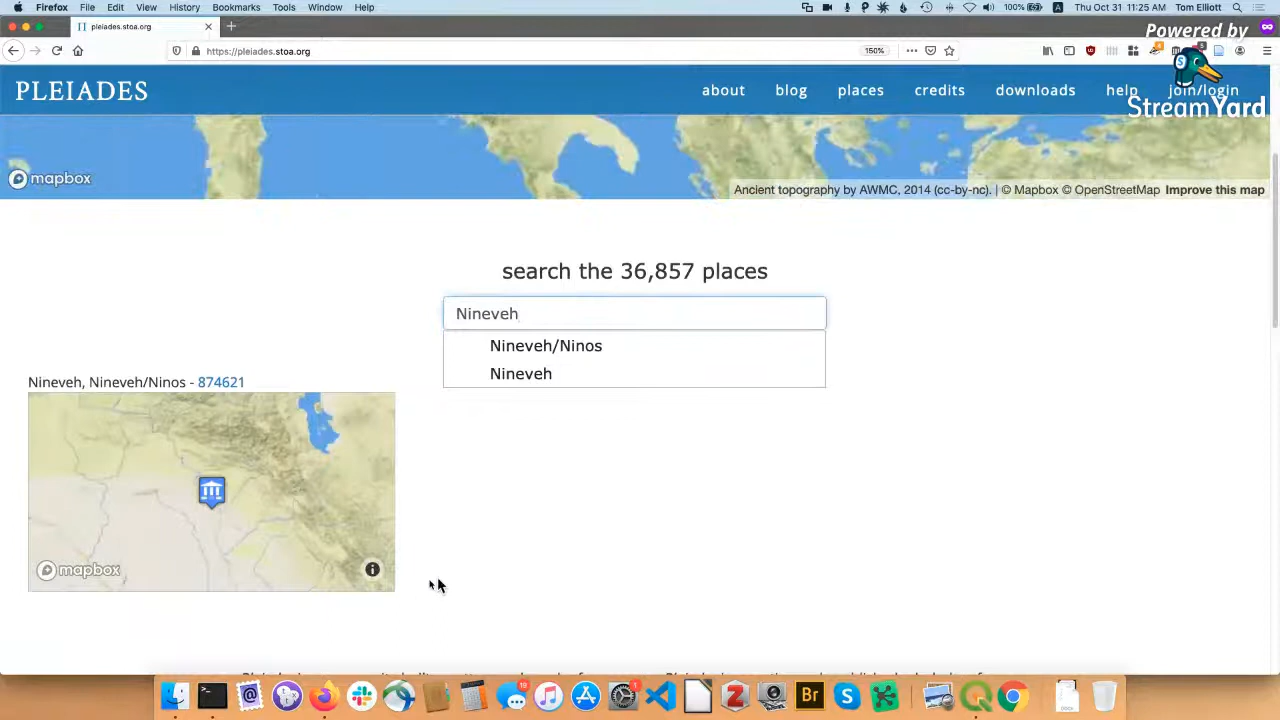 Firefox File Edit View History Bookmarks Tools Window Help
100% Thu Oct 31 11:25 AM Tom Elliott
pleiades.stoa.org
Powered by
https://pleiades.stoa.org
150%
StreamYard
PLEIADES
about blog places credits downloads help join/login
mapbox
Ancient topography by AWMC, 2014 (cc-by-nc). | © Mapbox © OpenStreetMap Improve this map
search the 36,857 places
Nineveh
Nineveh/Ninos
Nineveh
Nineveh, Nineveh/Ninos - 874621
mapbox
19
1
Br